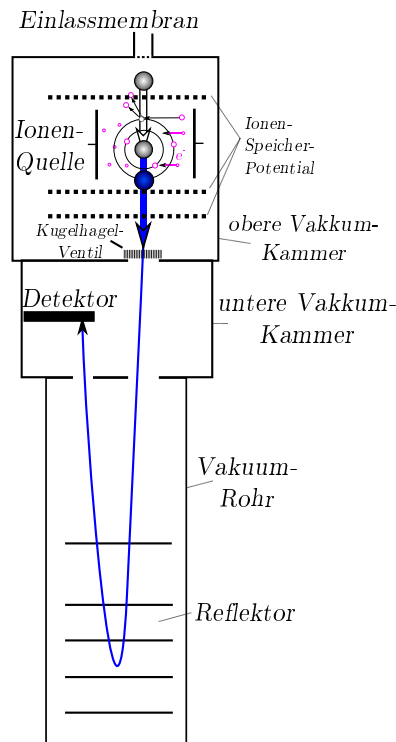 Einlassmembran
Ionen-
Quelle
Ionen-
Speicher-
Potential
e-
Kugelhagel-
Ventil
obere Vakkum-
Kammer
Detektor
untere Vakkum-
Kammer
Vakuum-
Rohr
Reflektor